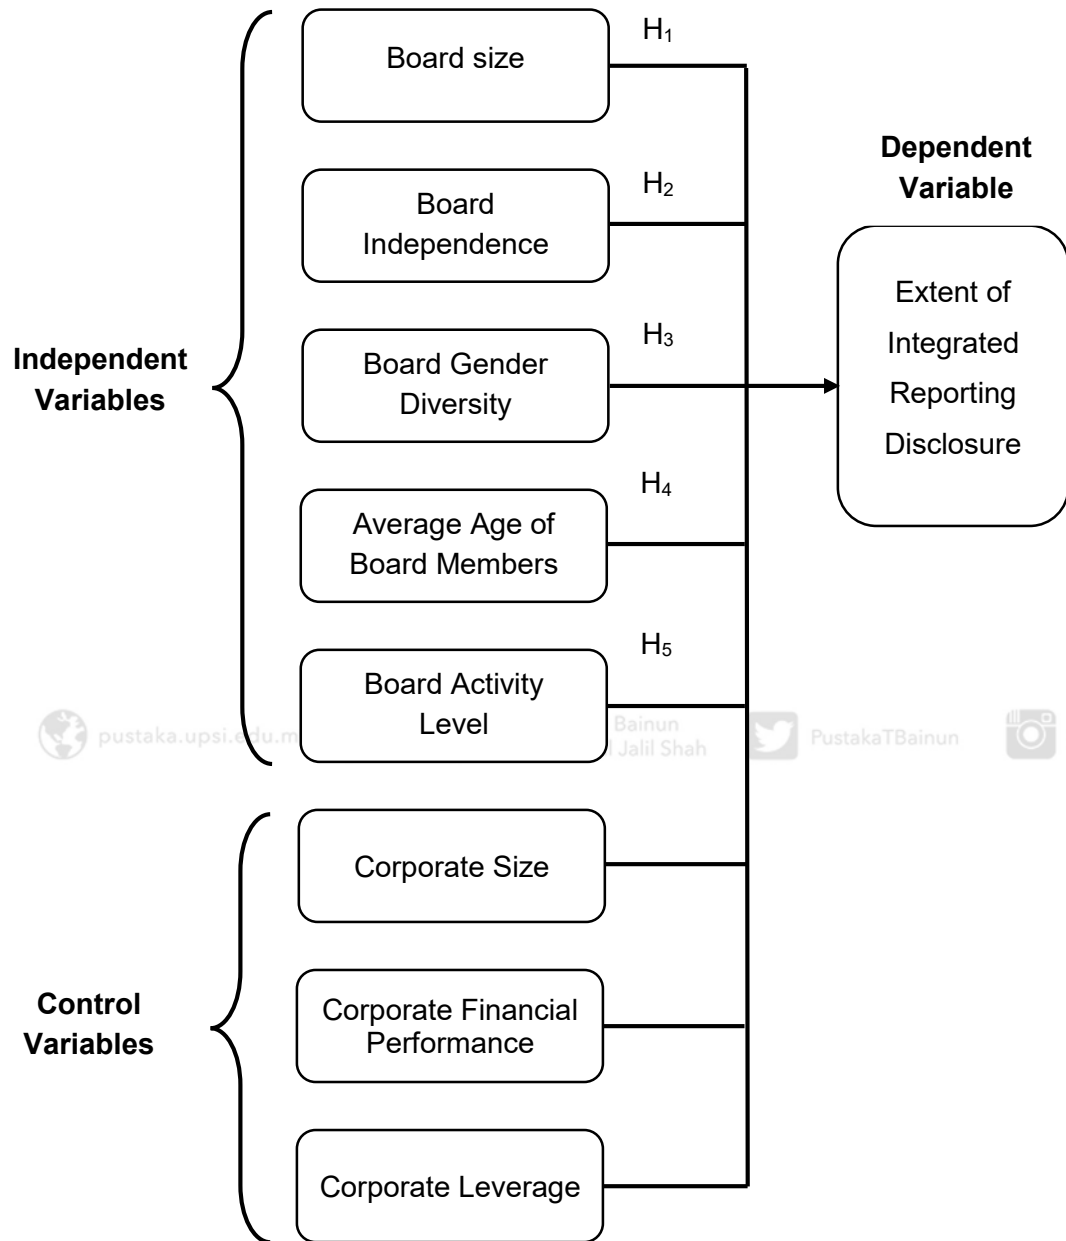 Board size
H₁
Board
Independence
H₂
Board Gender
Diversity
H₃
Average Age of
Board Members
H₄
Board Activity
Level
H₅
Independent
Variables
Dependent
Variable
Extent of
Integrated
Reporting
Disclosure
pustaka.upsi.edu.m
Bainun
Jalil Shah
PustakaTBainun
Corporate Size
Corporate Financial
Performance
Corporate Leverage
Control
Variables